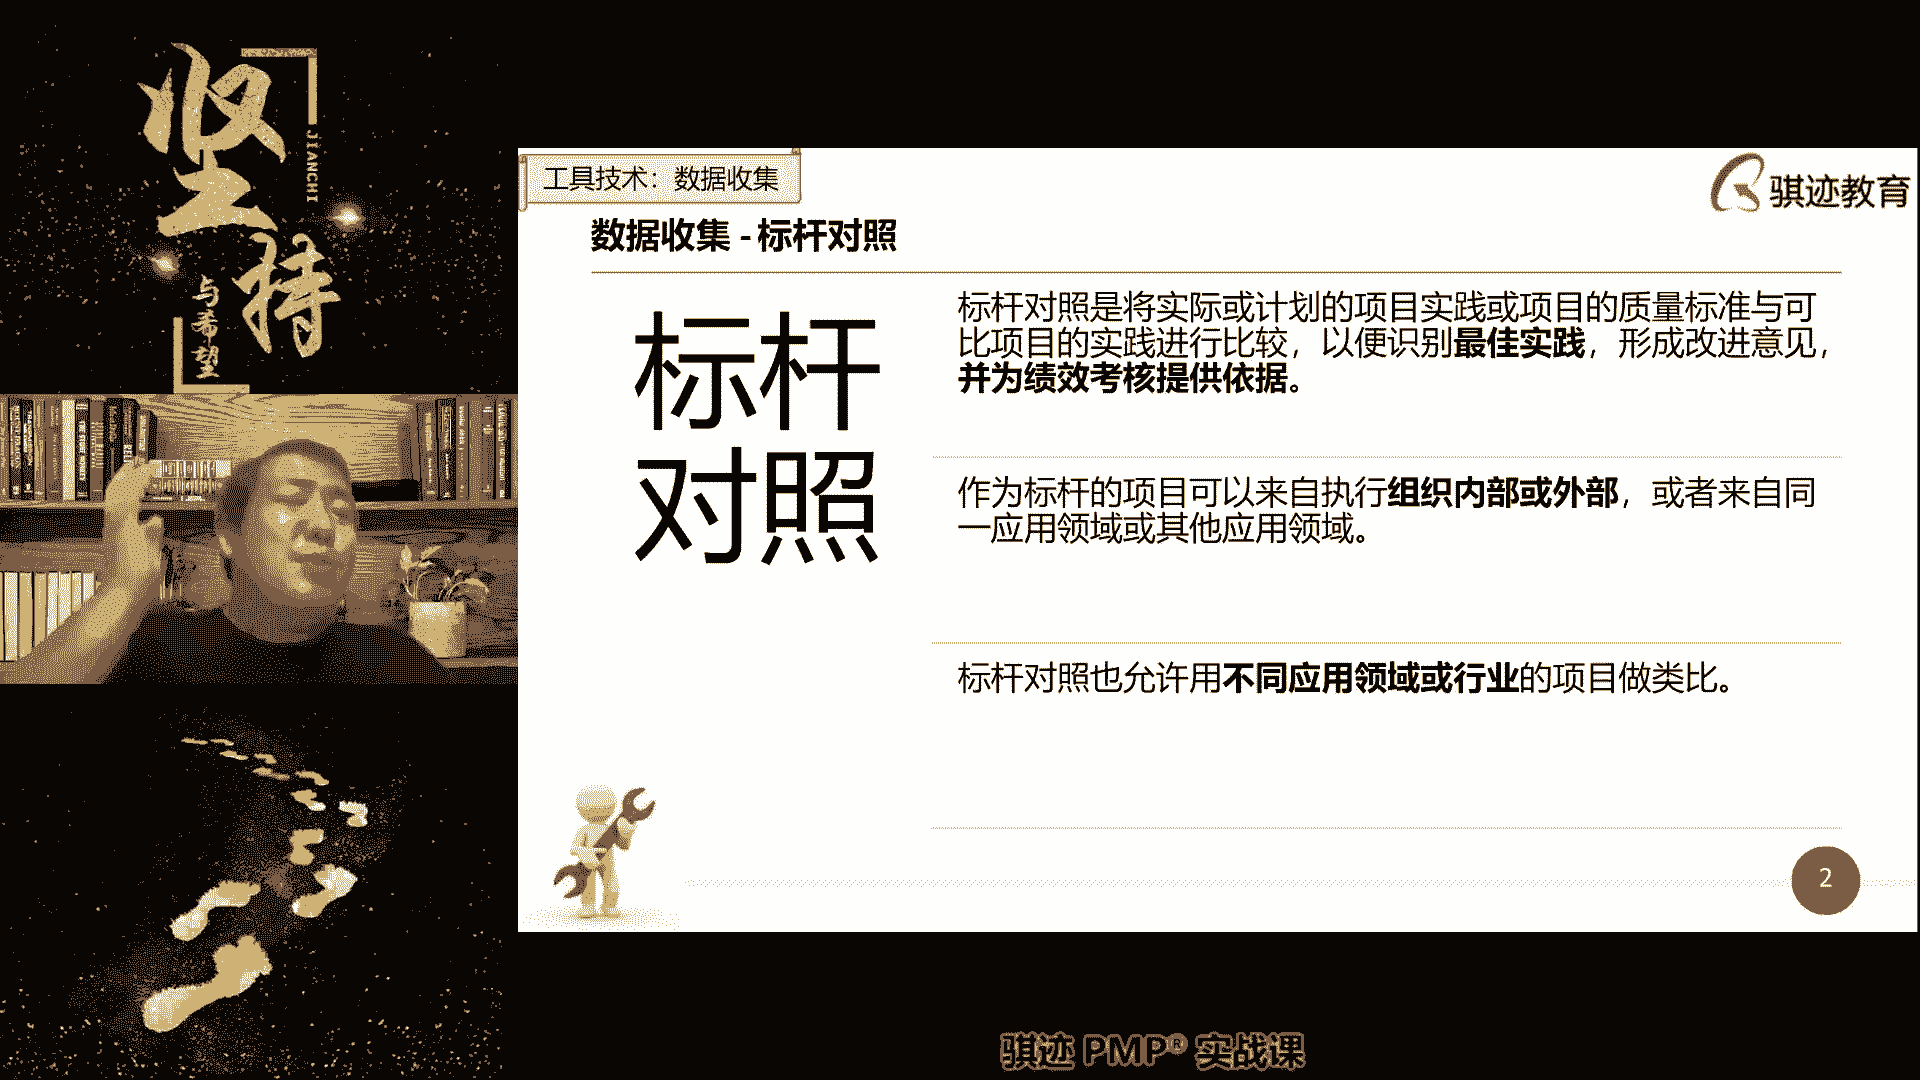 坚持
JIANCHI
与希望
工具技术：数据收集
骐迹教育
数据收集 - 标杆对照
标杆
对照
标杆对照是将实际或计划的项目实践或项目的质量标准与可
比项目的实践进行比较，以便识别最佳实践，形成改进意见，
并为绩效考核提供依据。
作为标杆的项目可以来自执行组织内部或外部，或者来自同
一应用领域或其他应用领域。
标杆对照也允许用不同应用领域或行业的项目做类比。
2
骐迹 PMP® 实战课